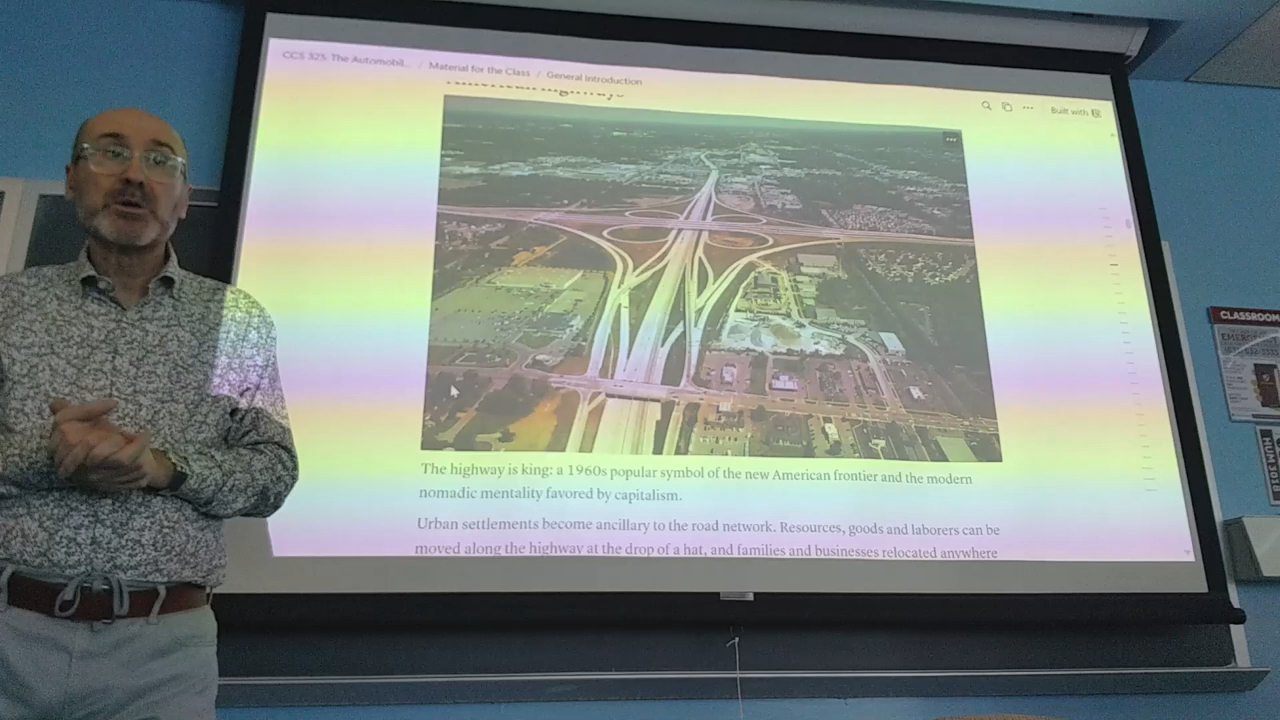 CCS 325. The Automobil... / Material for the Class / General Introduction
Built with
The highway is king: a 1960s popular symbol of the new American frontier and the modern
nomadic mentality favored by capitalism.
Urban settlements become ancillary to the road network. Resources, goods and laborers can be
moved along the highway at the drop of a hat, and families and businesses relocated anywhere
CLASSROOM
HUM 3018